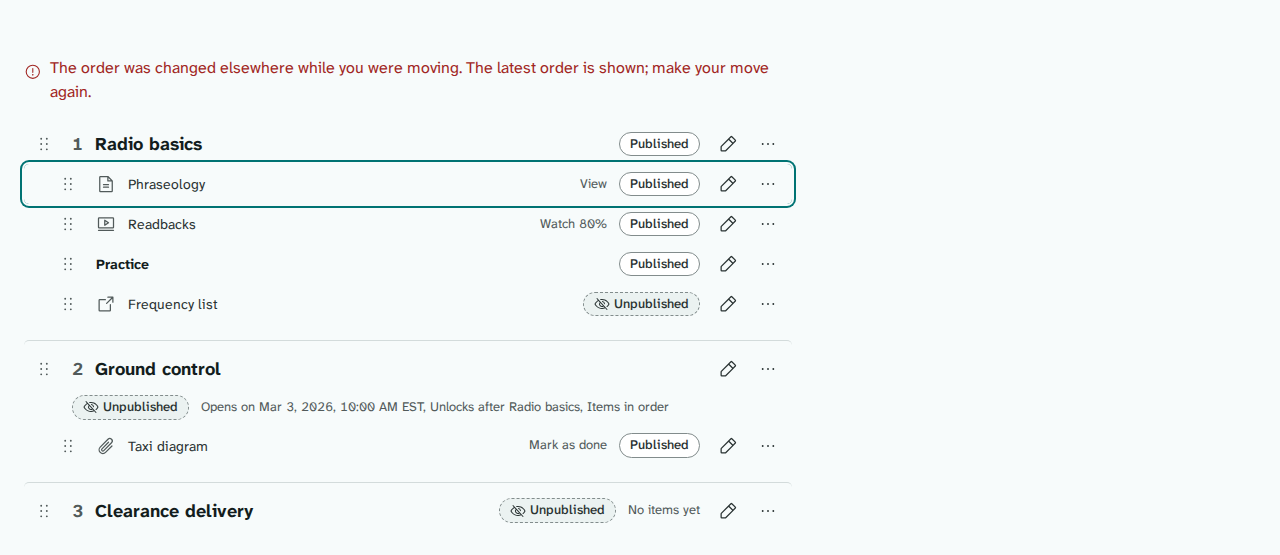 The order was changed elsewhere while you were moving. The latest order is shown; make your move
again.
1 Radio basics Published
Phraseology View Published
Readbacks Watch 80% Published
Practice Published
Frequency list Unpublished
2 Ground control
Unpublished Opens on Mar 3, 2026, 10:00 AM EST, Unlocks after Radio basics, Items in order
Taxi diagram Mark as done Published
3 Clearance delivery Unpublished No items yet